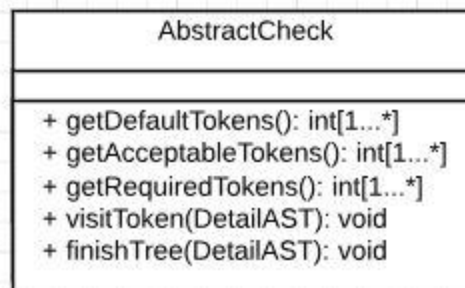 AbstractCheck
+ getDefaultTokens(): int[1...*]
+ getAcceptableTokens(): int[1...*]
+ getRequiredTokens(): int[1...*]
+ visitToken(DetailAST): void
+ finishTree(DetailAST): void